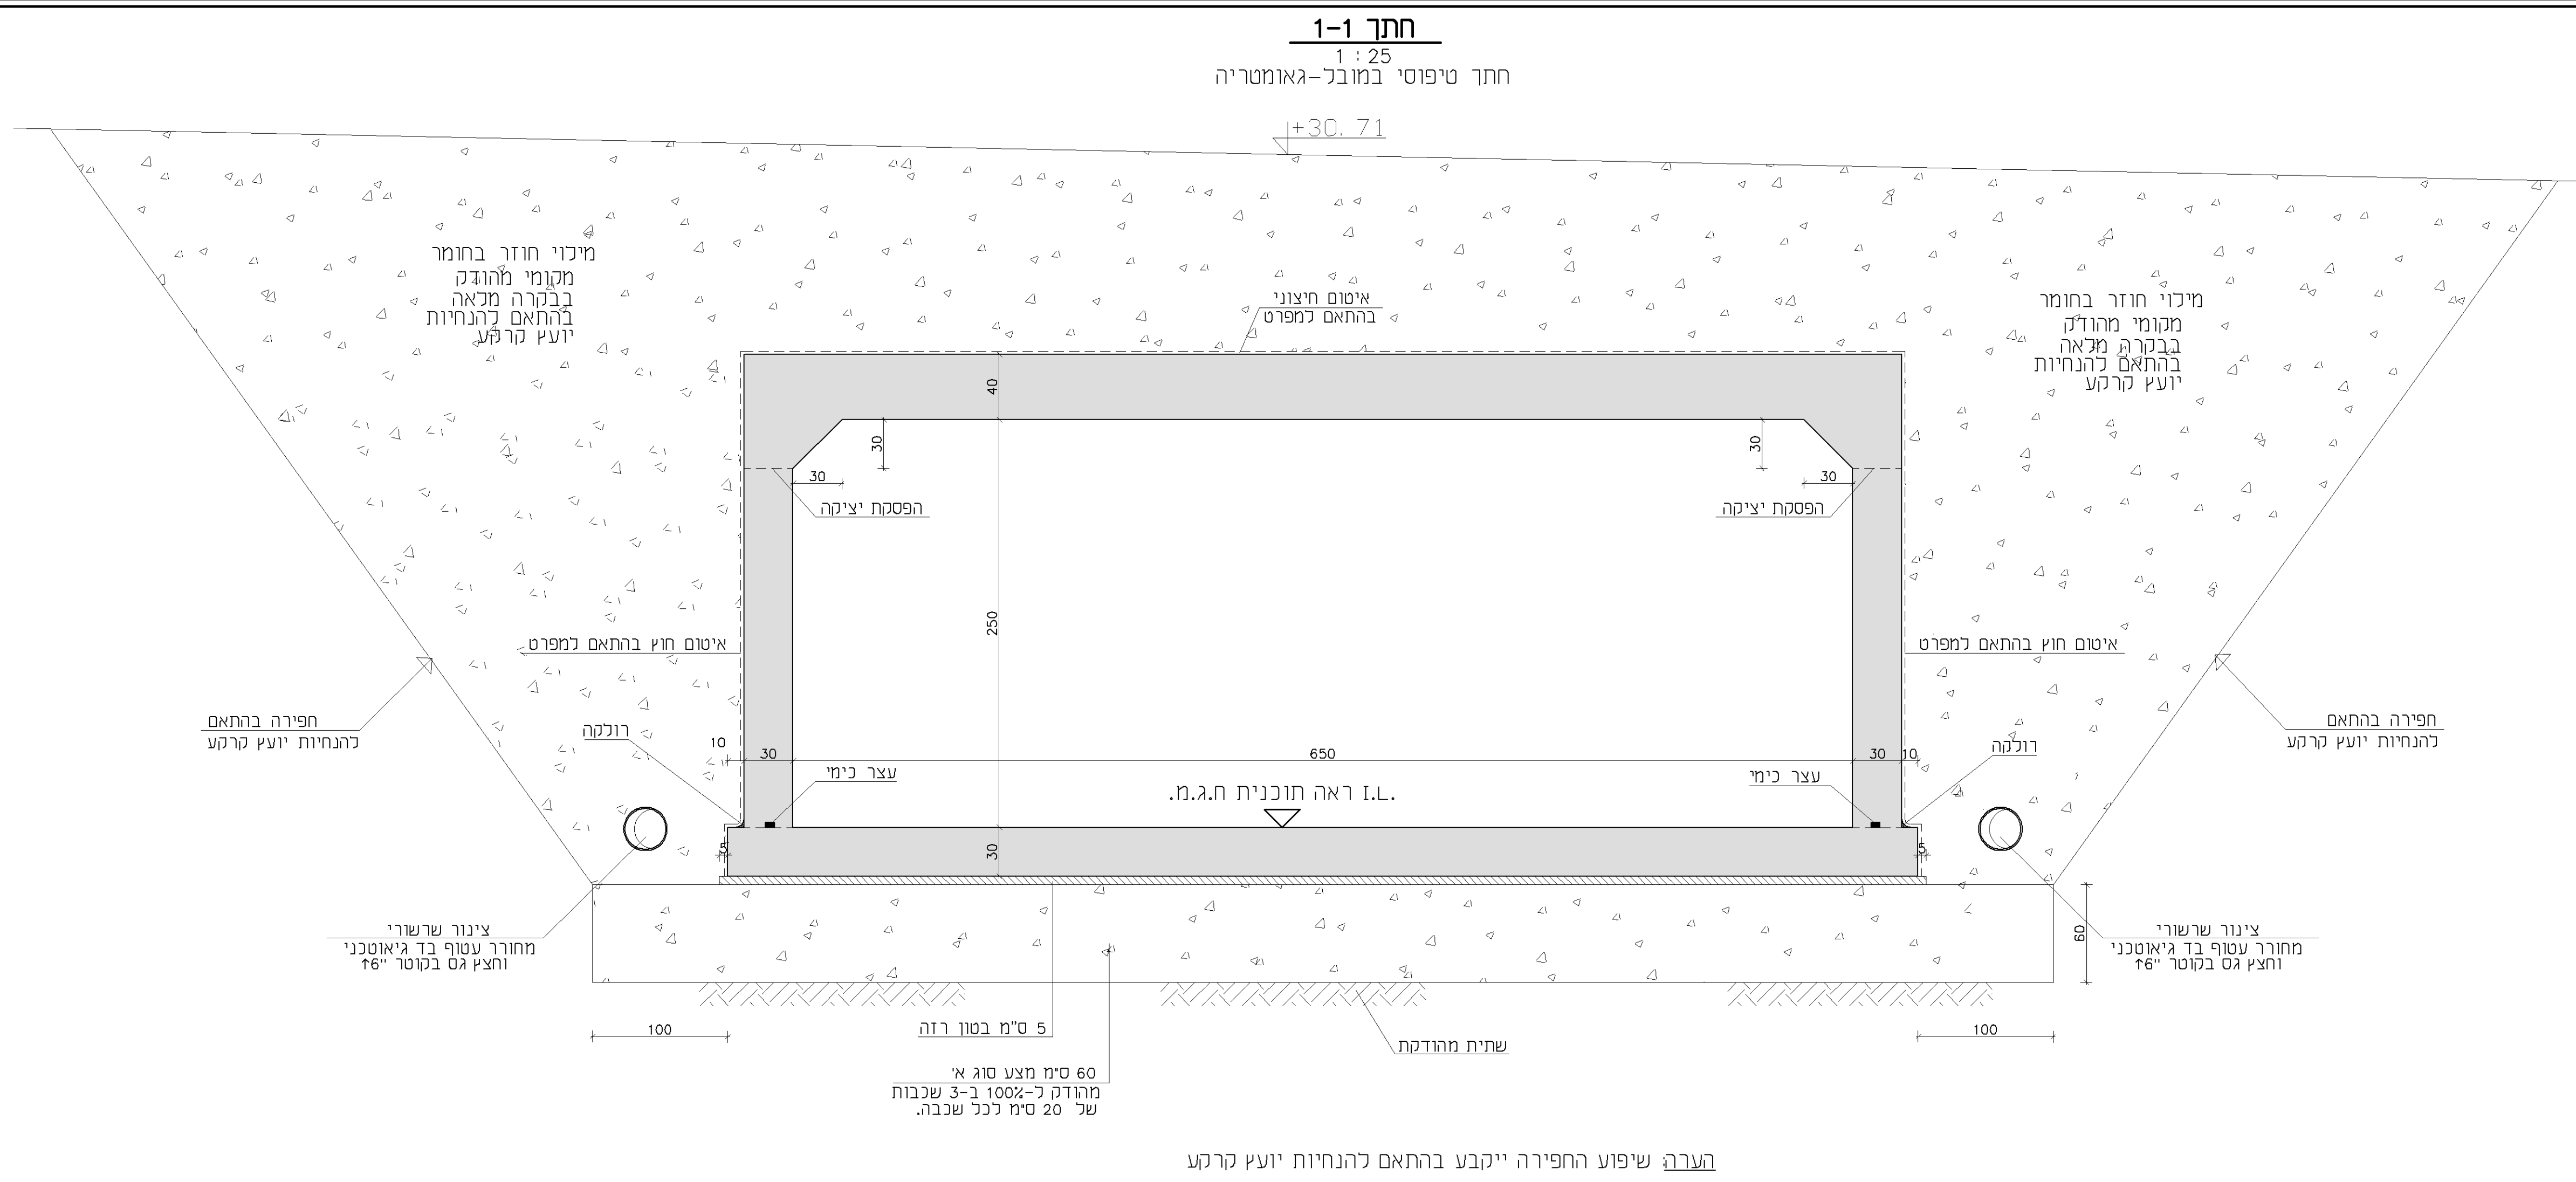 חתך 1-1
1 : 25
חתך טיפוסי במובל-גאומטריה
+30.71
מילוי חוזר בחומר
מקומי מהודק
בבקרה מלאה
בהתאם להנחיות
יועץ קרקע
איטום חיצוני
בהתאם למפרט
מילוי חוזר בחומר
מקומי מהודק
בבקרה מלאה
בהתאם להנחיות
יועץ קרקע
40
30
30
30
30
הפסקת יציקה
הפסקת יציקה
250
איטום חוץ בהתאם למפרט
איטום חוץ בהתאם למפרט
חפירה בהתאם
להנחיות יועץ קרקע
חפירה בהתאם
להנחיות יועץ קרקע
רולקה
רולקה
10
30
650
30
10
עצר כימי
עצר כימי
I.L. ראה תוכנית ח.ג.מ.
5
30
5
צינור שרשורי
מחורר עטוף בד גיאוטכני
וחצץ גס בקוטר "6↑
צינור שרשורי
מחורר עטוף בד גיאוטכני
וחצץ גס בקוטר "6↑
60
100
100
5 ס"מ בטון רזה
שתית מהודקת
60 ס"מ מצע סוג א'
מהודק ל-100% ב-3 שכבות
של 20 ס"מ לכל שכבה.
הערה: שיפוע החפירה ייקבע בהתאם להנחיות יועץ קרקע